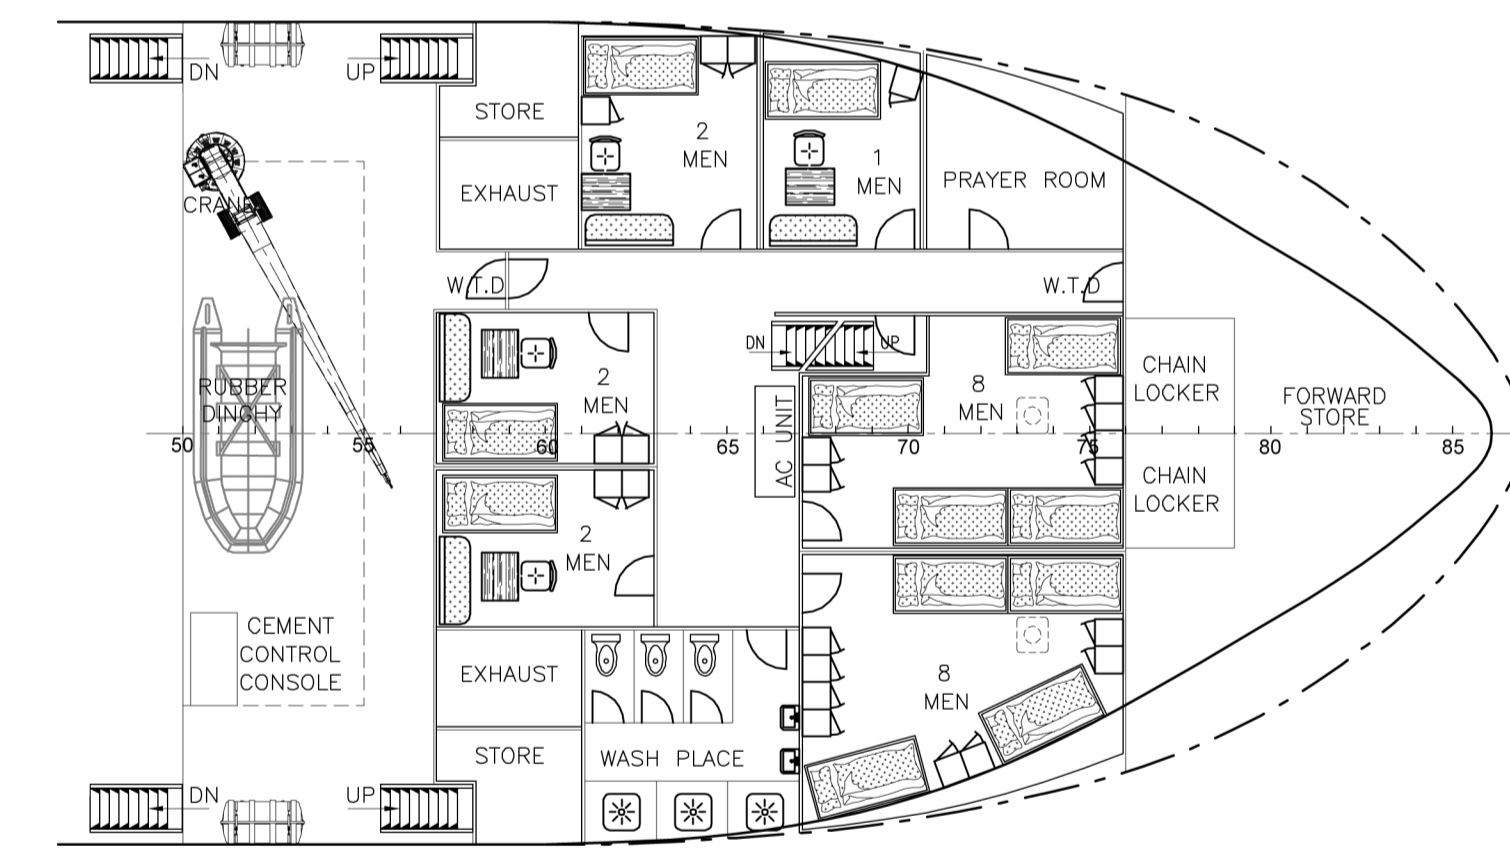 DN
UP
STORE
2
MEN
1
MEN
EXHAUST
PRAYER ROOM
CRANE
W.T.D
W.T.D
DN
UP
RUBBER
DINGHY
2
MEN
8
MEN
CHAIN
LOCKER
FORWARD
STORE
AC UNIT
50
55
60
65
70
75
80
85
CHAIN
LOCKER
2
MEN
CEMENT
CONTROL
CONSOLE
EXHAUST
8
MEN
STORE
WASH PLACE
DN
UP